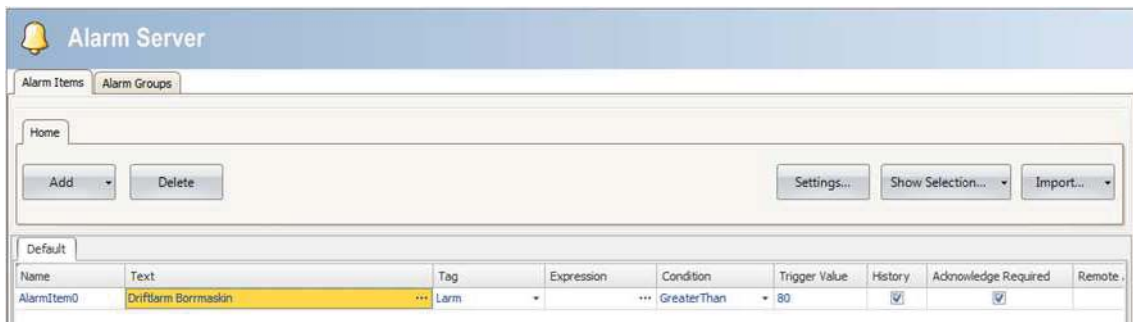 Alarm Server
Alarm Items Alarm Groups
Home
Add Delete Settings... Show Selection... Import...
Default
Name Text Tag Expression Condition Trigger Value History Acknowledge Required Remote
AlarmItem0 Driftlarm Borrmaskin ... Larm ... GreaterThan 80